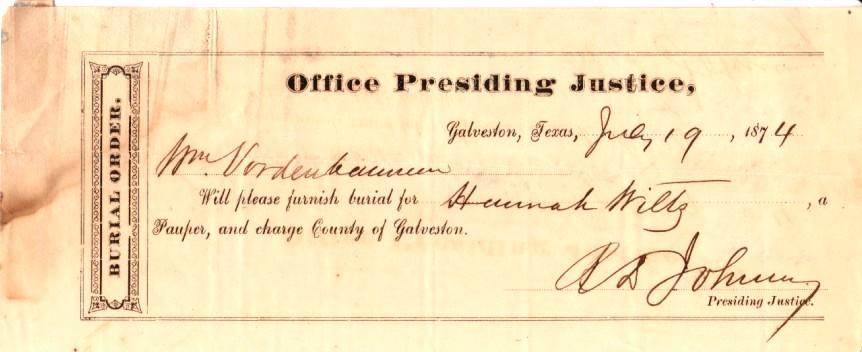 BURIAL ORDER.
Office Presiding Justice,
Galveston, Texas, July 19, 1874
Wm. Vordenbaumen
Will please furnish burial for Hannah Wiltz, a
Pauper, and charge County of Galveston.
R D Johnson
Presiding Justice.